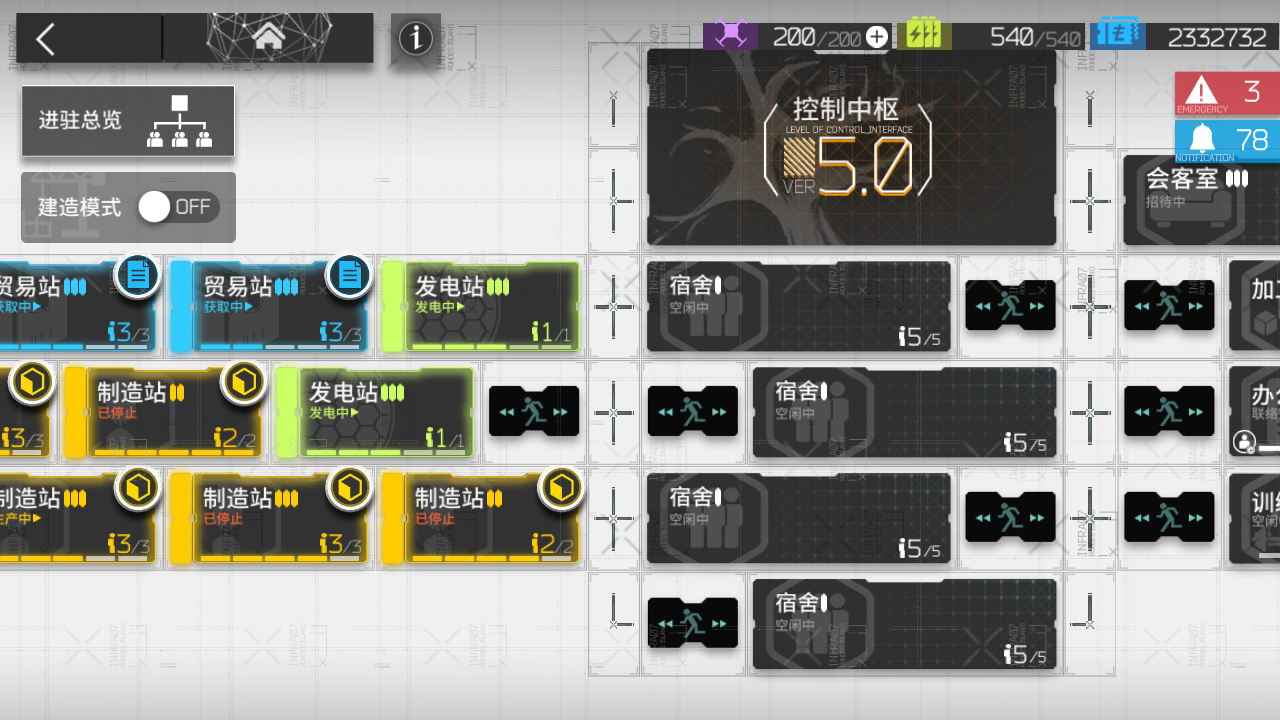 200/200
540/540
2332732
进驻总览
建造模式
OFF
控制中枢
LEVEL OF CONTROL_INTERFACE
VER
5.0
3
EMERGENCY
78
NOTIFICATION
会客室
招待中
贸易站
获取中
3/3
贸易站
获取中
3/3
发电站
发电中
1/1
宿舍
空闲中
5/5
加
3/3
制造站
已停止
2/2
发电站
发电中
1/1
宿舍
空闲中
5/5
办
联络
制造站
生产中
3/3
制造站
已停止
3/3
制造站
已停止
2/2
宿舍
空闲中
5/5
训
空闲
宿舍
空闲中
5/5